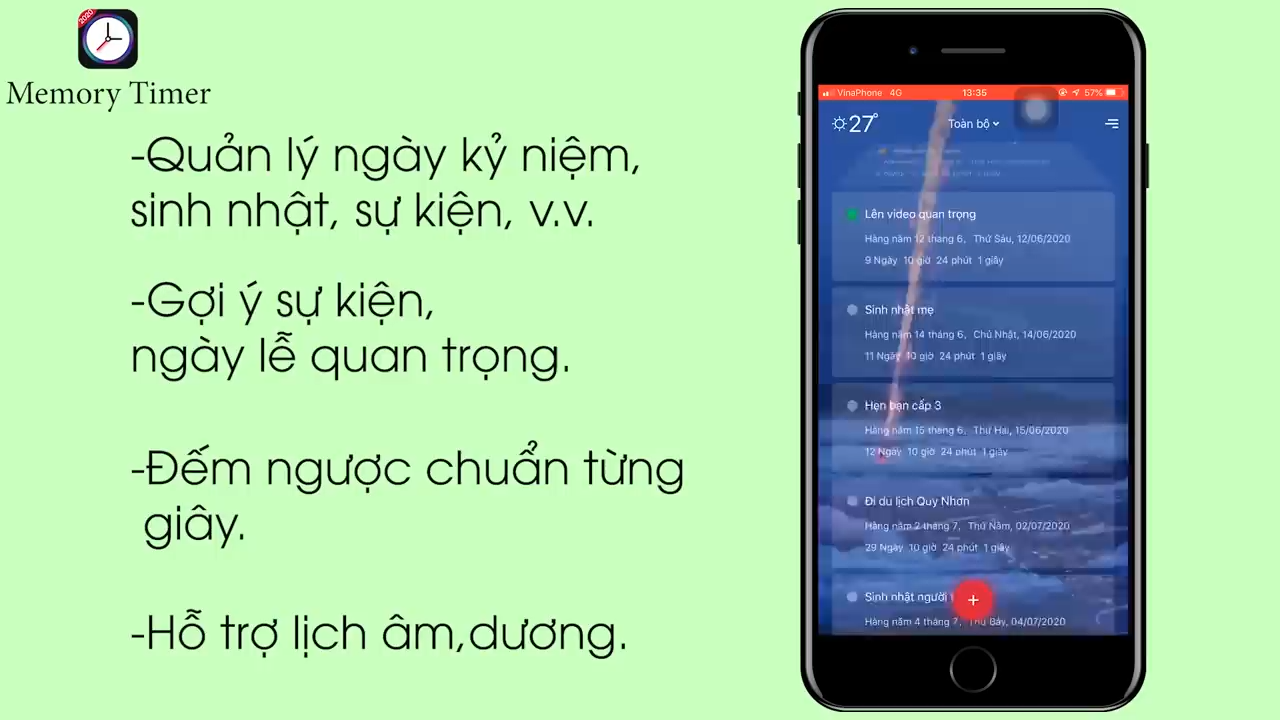 2020
Memory Timer
-Quản lý ngày kỷ niệm,
sinh nhật, sự kiện, v.v.
-Gợi ý sự kiện,
ngày lễ quan trọng.
-Đếm ngược chuẩn từng
giây.
-Hỗ trợ lịch âm,dương.
VinaPhone 4G 13:35 57%
27° Toàn bộ
Lên video quan trọng
Hàng năm 12 tháng 6, Thứ Sáu, 12/06/2020
9 Ngày 10 giờ 24 phút 1 giây
Sinh nhật mẹ
Hàng năm 14 tháng 6, Chủ Nhật, 14/06/2020
11 Ngày 10 giờ 24 phút 1 giây
Hẹn bạn cấp 3
Hàng năm 15 tháng 6, Thứ Hai, 15/06/2020
12 Ngày 10 giờ 24 phút 1 giây
Đi du lịch Quy Nhơn
Hàng năm 2 tháng 7, Thứ Năm, 02/07/2020
29 Ngày 10 giờ 24 phút 1 giây
Sinh nhật người
+
Hàng năm 4 tháng 7, Thứ Bảy, 04/07/2020